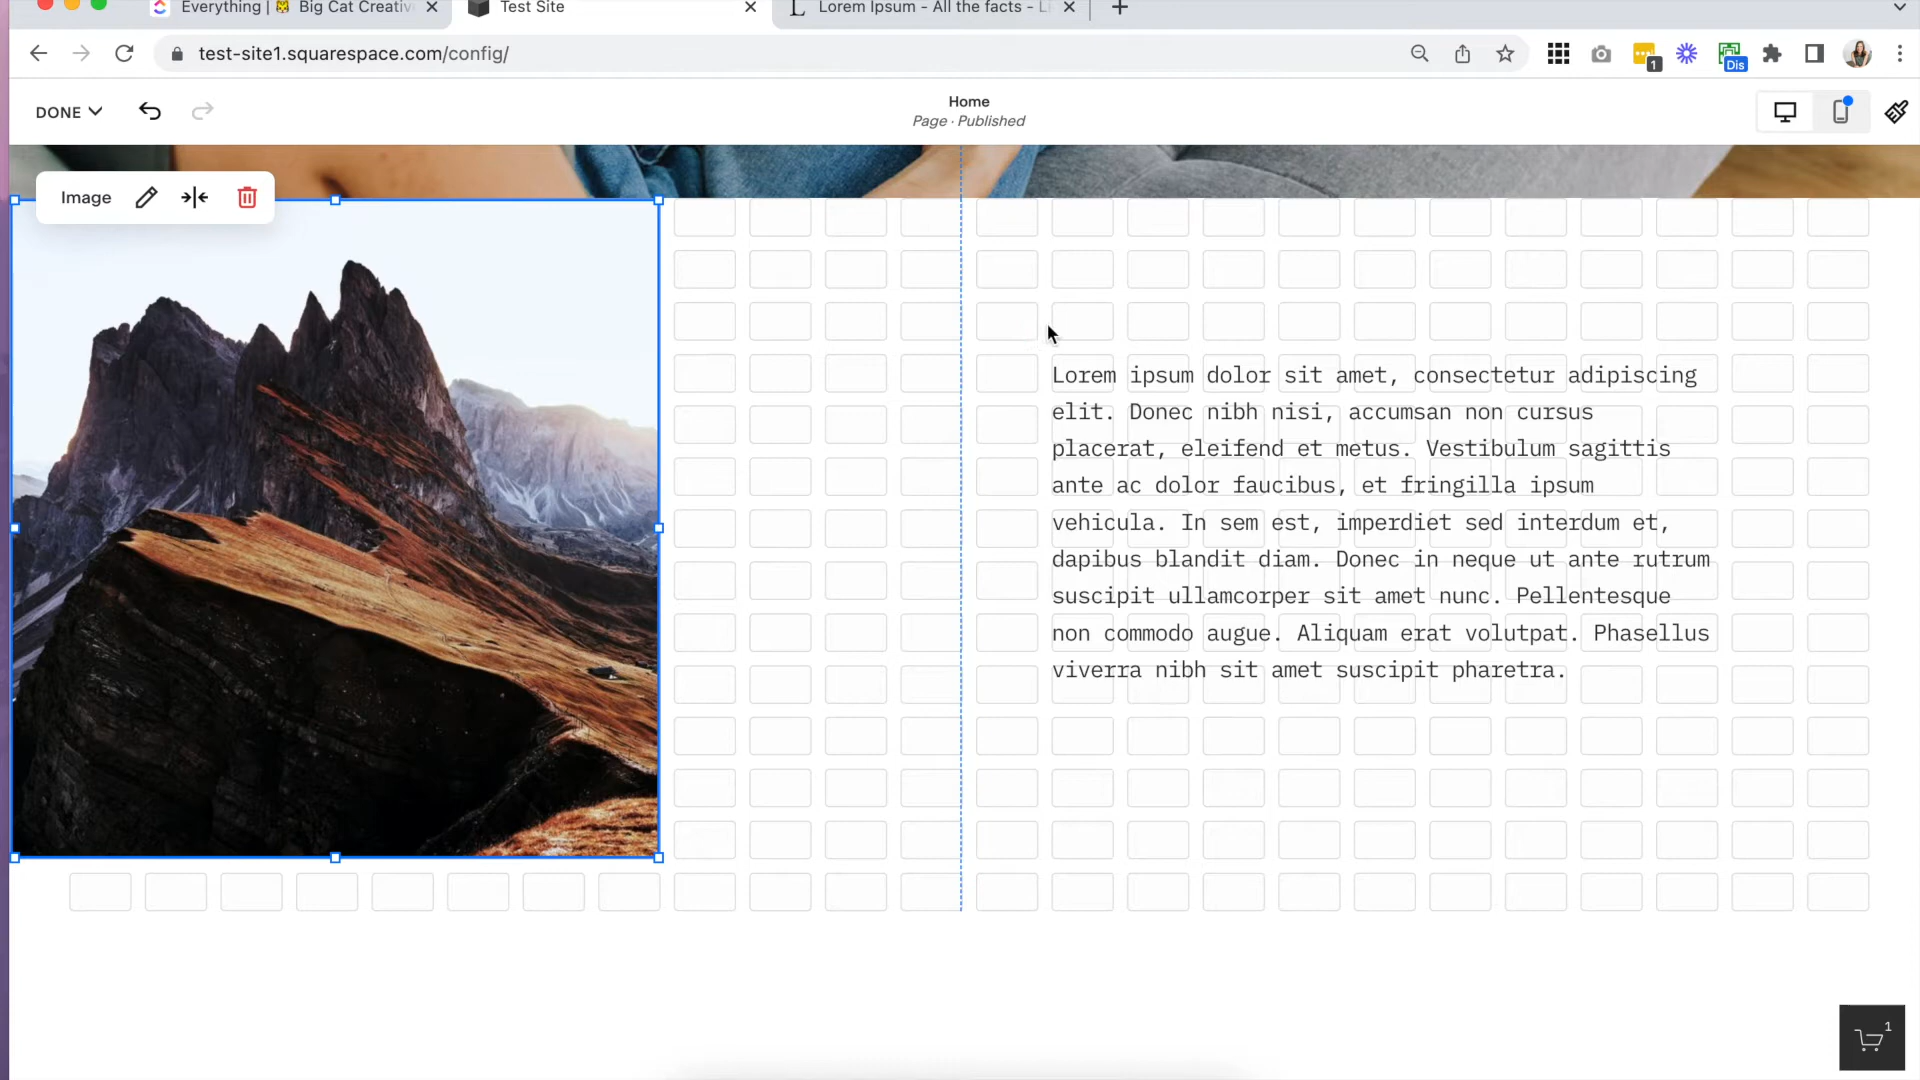 Everything | Big Cat Creative
Test Site
Lorem Ipsum - All the facts -
test-site1.squarespace.com/config/
1
Dis
DONE
Home
Page · Published
Image
Lorem ipsum dolor sit amet, consectetur adipiscing
elit. Donec nibh nisi, accumsan non cursus
placerat, eleifend et metus. Vestibulum sagittis
ante ac dolor faucibus, et fringilla ipsum
vehicula. In sem est, imperdiet sed interdum et,
dapibus blandit diam. Donec in neque ut ante rutrum
suscipit ullamcorper sit amet nunc. Pellentesque
non commodo augue. Aliquam erat volutpat. Phasellus
viverra nibh sit amet suscipit pharetra.
1